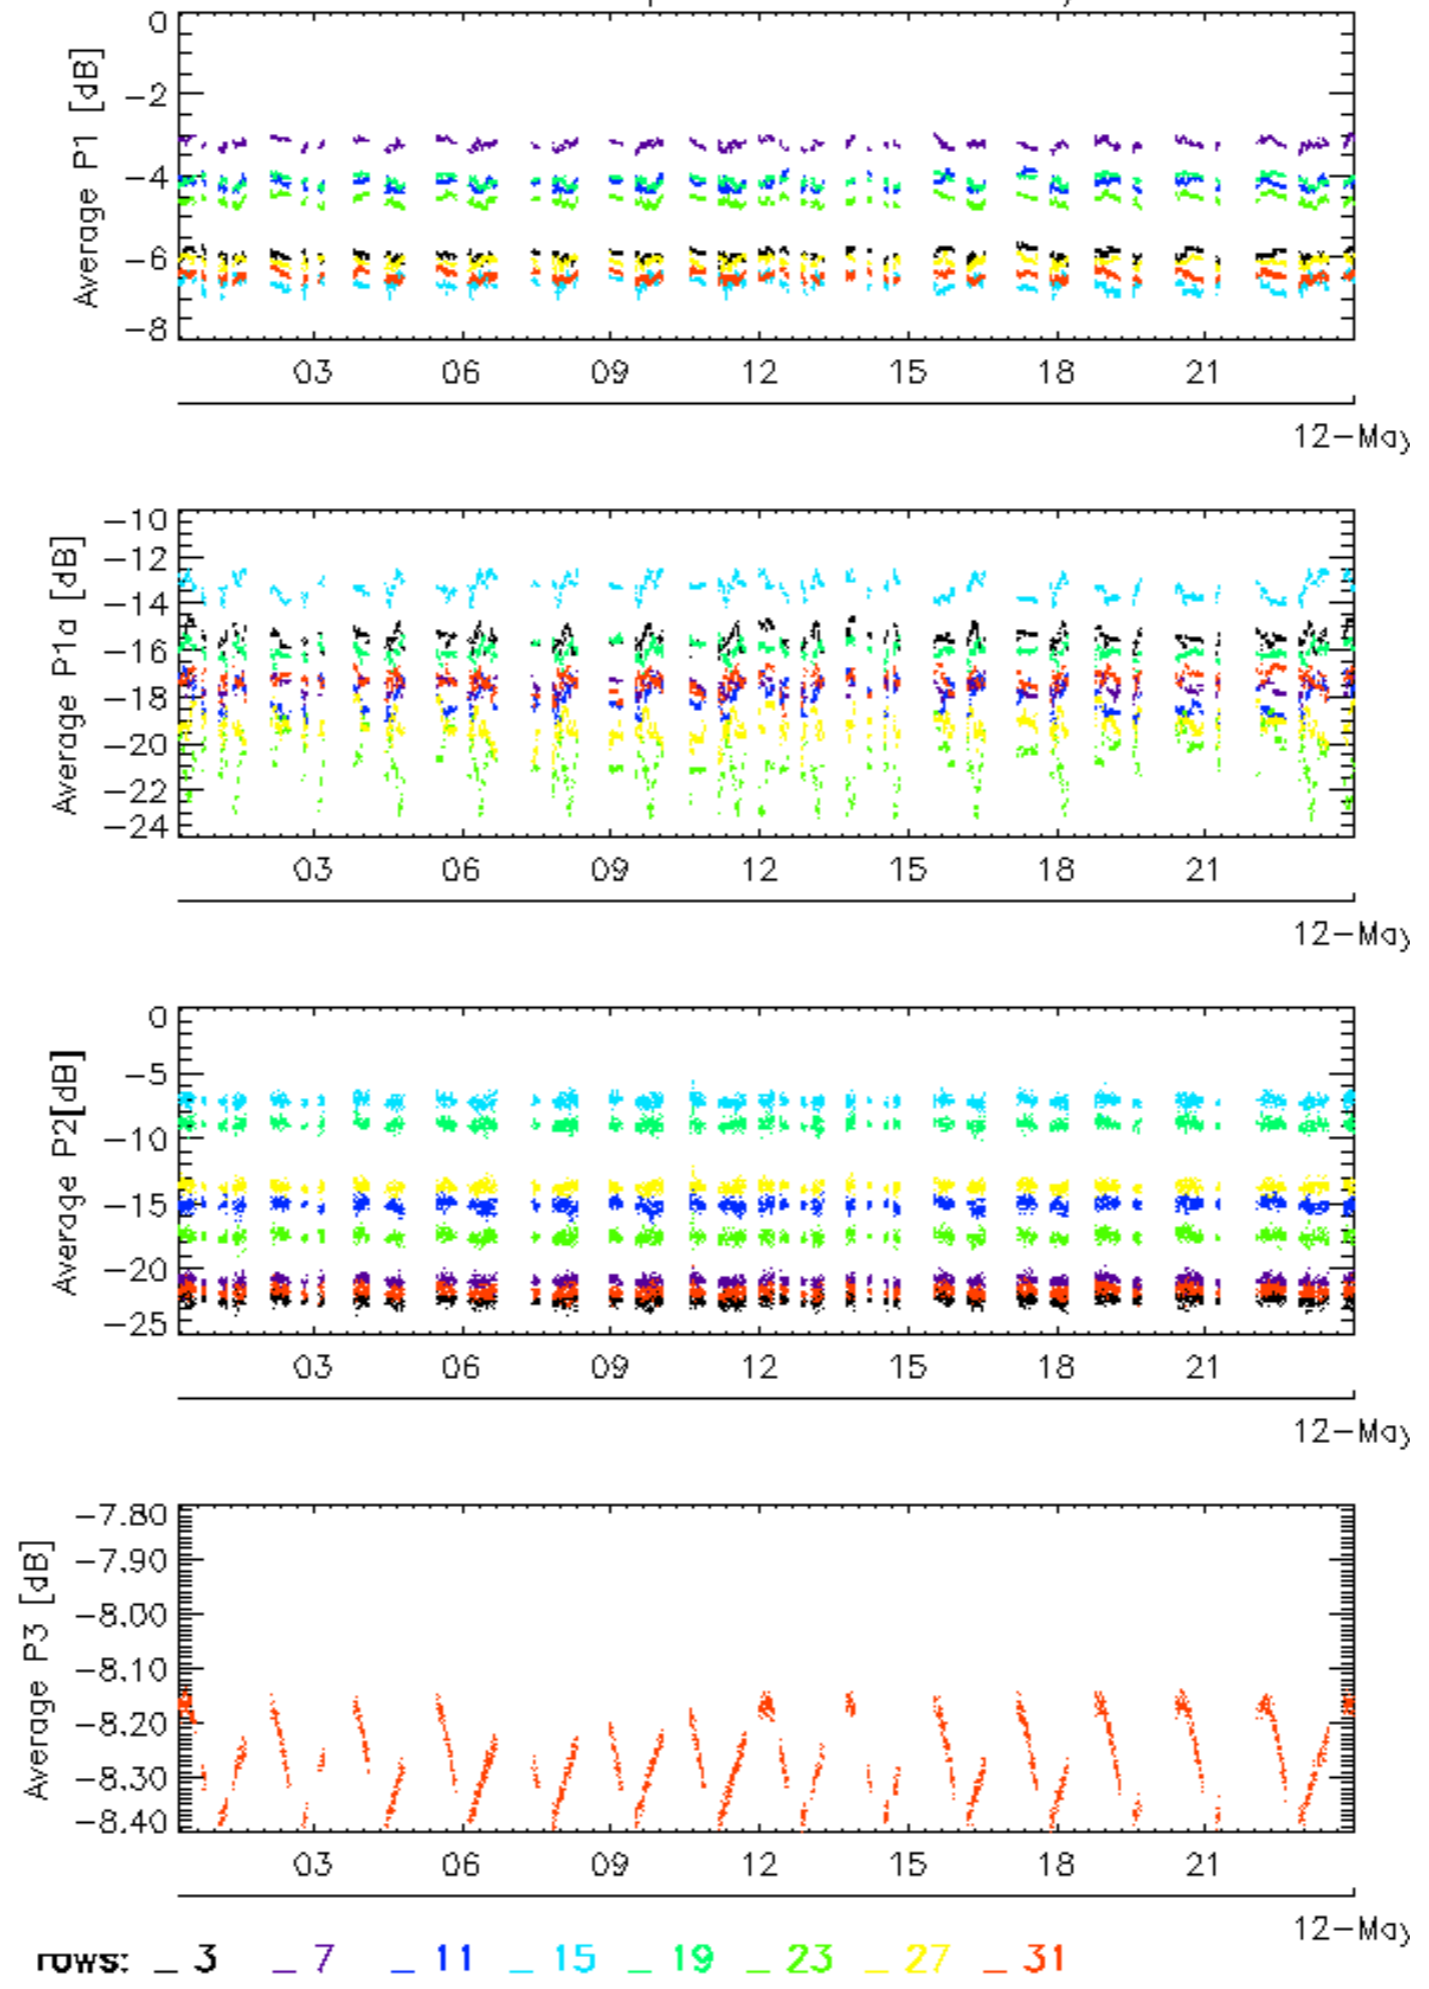 0
-2
-4
-6
-8
Average P1 [dB]
03 06 09 12 15 18 21
12-May
-10
-12
-14
-16
-18
-20
-22
-24
Average P1a [dB]
03 06 09 12 15 18 21
12-May
0
-5
-10
-15
-20
-25
Average P2[dB]
03 06 09 12 15 18 21
12-May
-7.80
-7.90
-8.00
-8.10
-8.20
-8.30
-8.40
Average P3 [dB]
03 06 09 12 15 18 21
12-May
rows: _ 3 _ 7 _ 11 _ 15 _ 19 _ 23 _ 27 _ 31